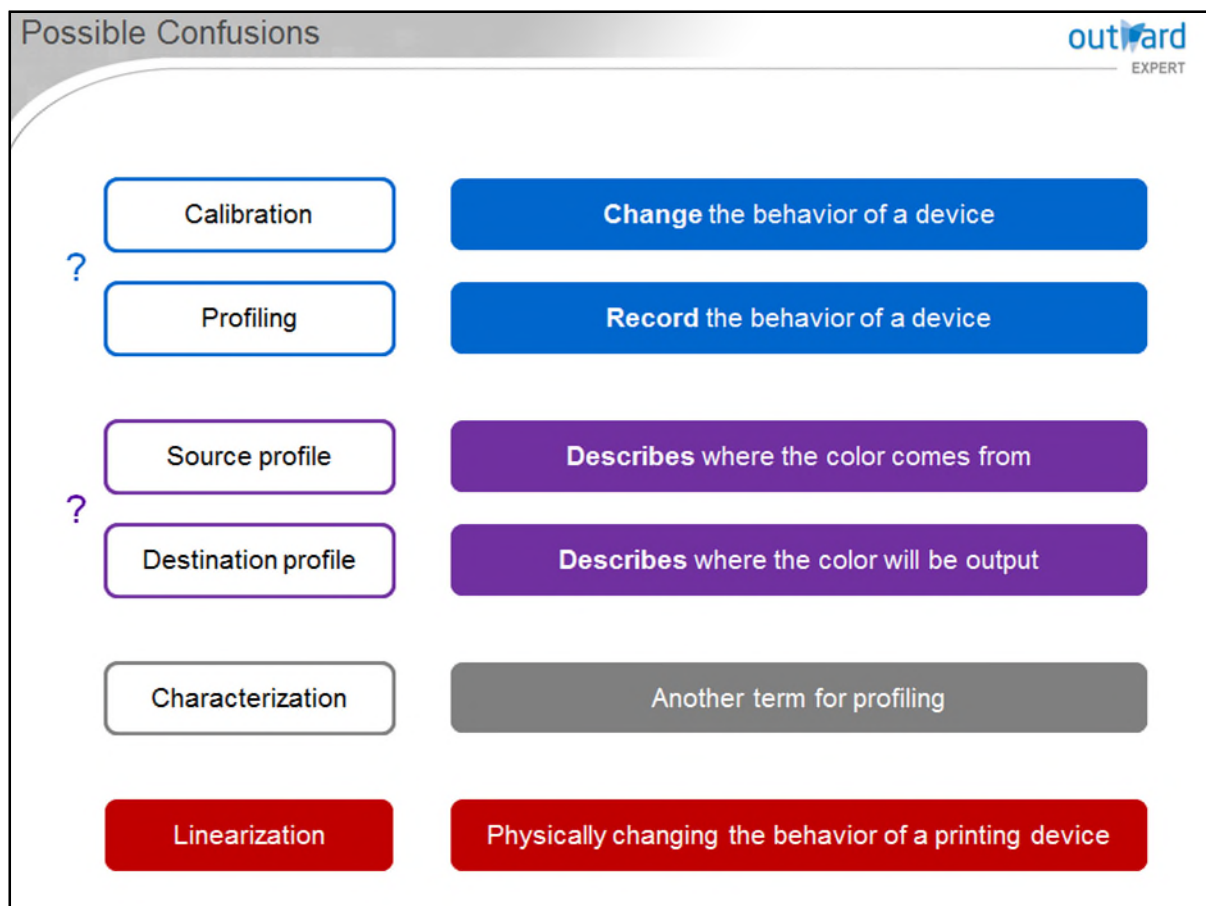 Possible Confusions
outward
EXPERT
Calibration
Change the behavior of a device
?
Profiling
Record the behavior of a device
Source profile
Describes where the color comes from
?
Destination profile
Describes where the color will be output
Characterization
Another term for profiling
Linearization
Physically changing the behavior of a printing device